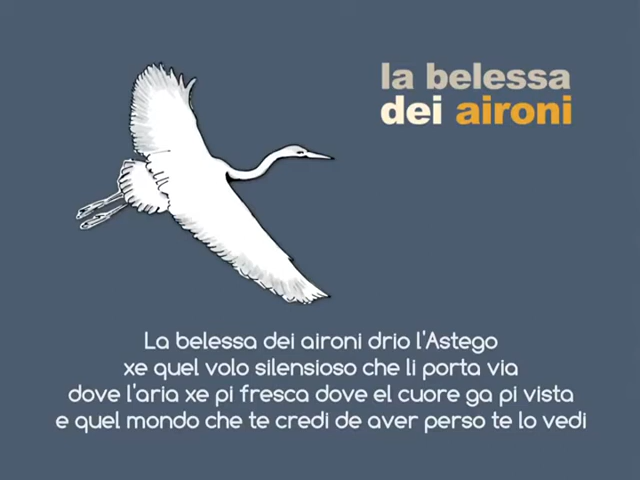 la belessa
dei aironi
La belessa dei aironi drio l'Astego
xe quel volo silensioso che li porta via
dove l'aria xe pi fresca dove el cuore ga pi vista
e quel mondo che te credi de aver perso te lo vedi